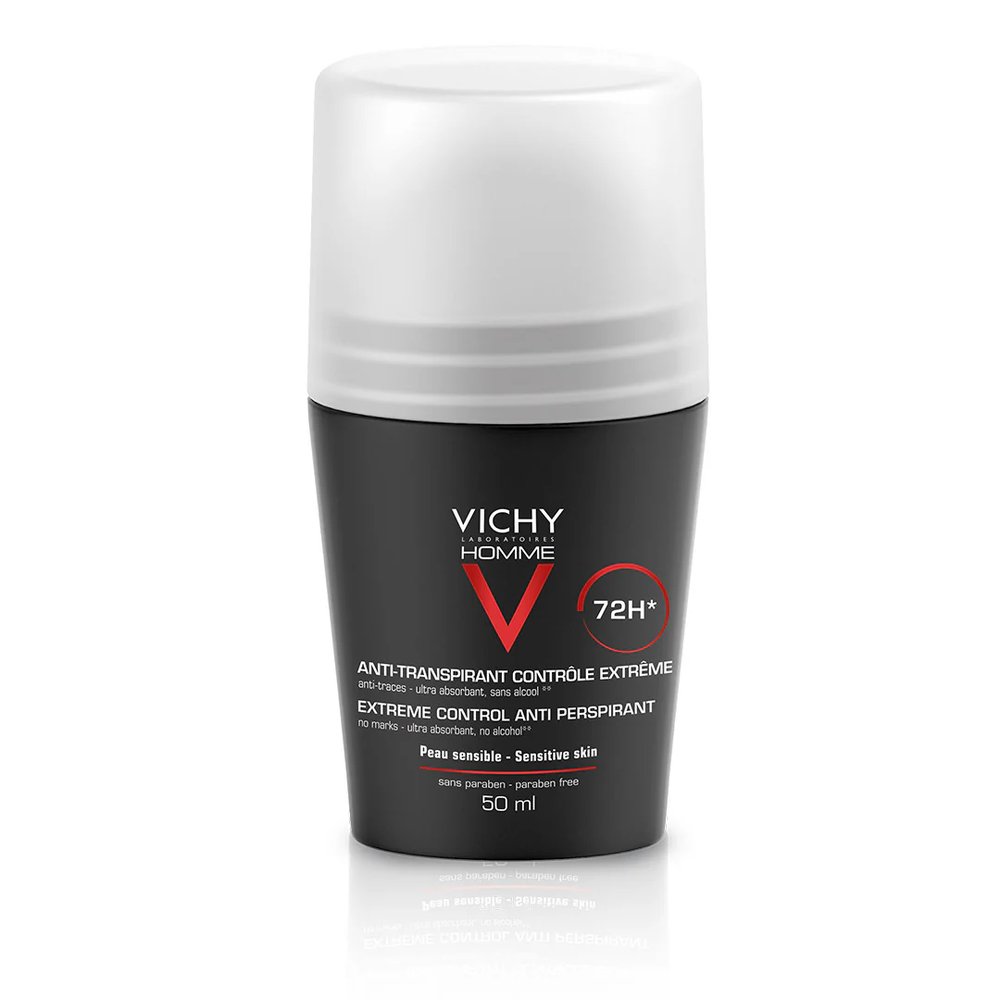 VICHY
LABORATOIRES
HOMME
V
72H*
ANTI-TRANSPIRANT CONTRÔLE EXTRÊME
anti-traces - ultra absorbant, sans alcool **
EXTREME CONTROL ANTI PERSPIRANT
no marks - ultra absorbant, no alcohol**
Peau sensible - Sensitive skin
sans paraben - paraben free
50 ml